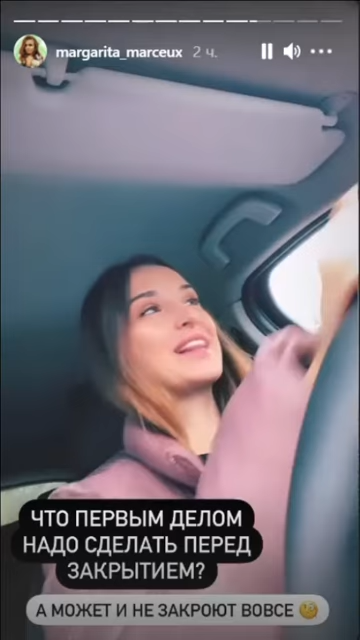 margarita_marceux 2 ч.
ЧТО ПЕРВЫМ ДЕЛОМ
НАДО СДЕЛАТЬ ПЕРЕД
ЗАКРЫТИЕМ?
А МОЖЕТ И НЕ ЗАКРОЮТ ВОВСЕ 🧐